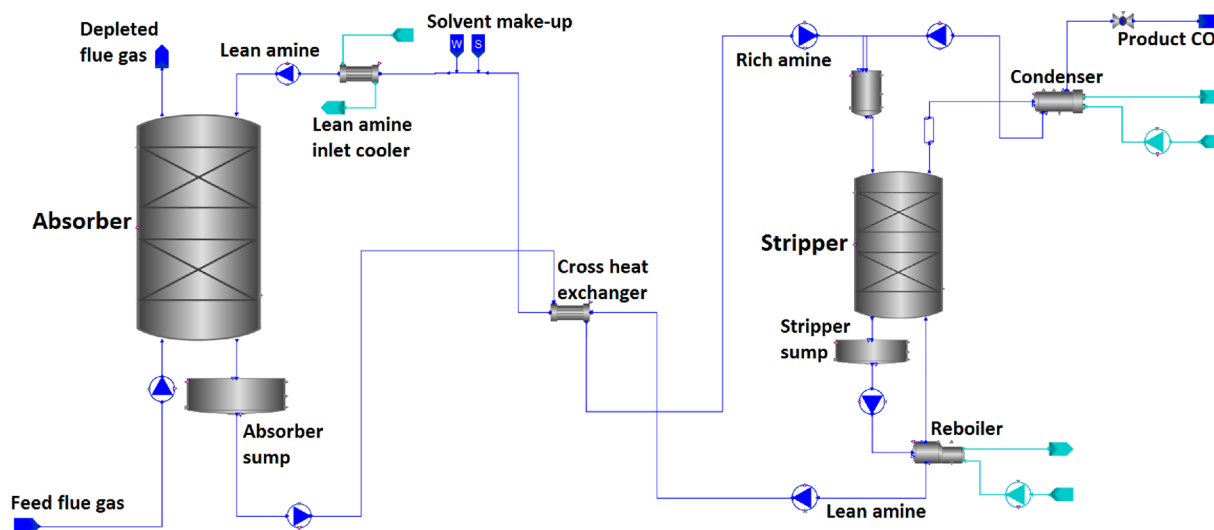 Depleted
flue gas
Lean amine
Solvent make-up
W
S
Lean amine
inlet cooler
Absorber
Absorber
sump
Feed flue gas
Cross heat
exchanger
Rich amine
Product CO
Condenser
Stripper
Stripper
sump
Reboiler
Lean amine